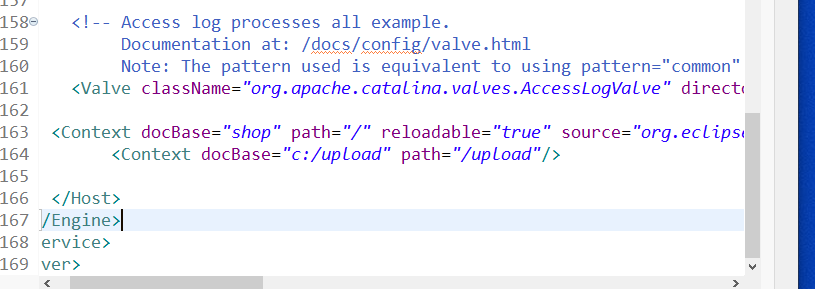 158 <!-- Access log processes all example.
159 Documentation at: /docs/config/valve.html
160 Note: The pattern used is equivalent to using pattern="common"
161 <Valve className="org.apache.catalina.valves.AccessLogValve" directo
162
163 <Context docBase="shop" path="/" reloadable="true" source="org.eclipse
164 <Context docBase="c:/upload" path="/upload"/>
165
166 </Host>
167 /Engine>
168 ervice>
169 ver>